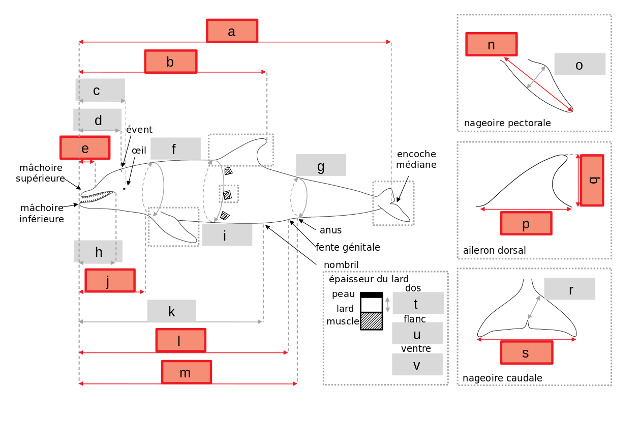 a
n
b
o
c
d
évent
nageoire pectorale
e
œil
f
mâchoire
supérieure
g
encoche
médiane
q
mâchoire
inférieure
p
i
anus
fente génitale
aileron dorsal
h
nombril
j
épaisseur du lard
peau
lard
muscle
dos
t
flanc
u
ventre
v
r
k
l
s
m
nageoire caudale